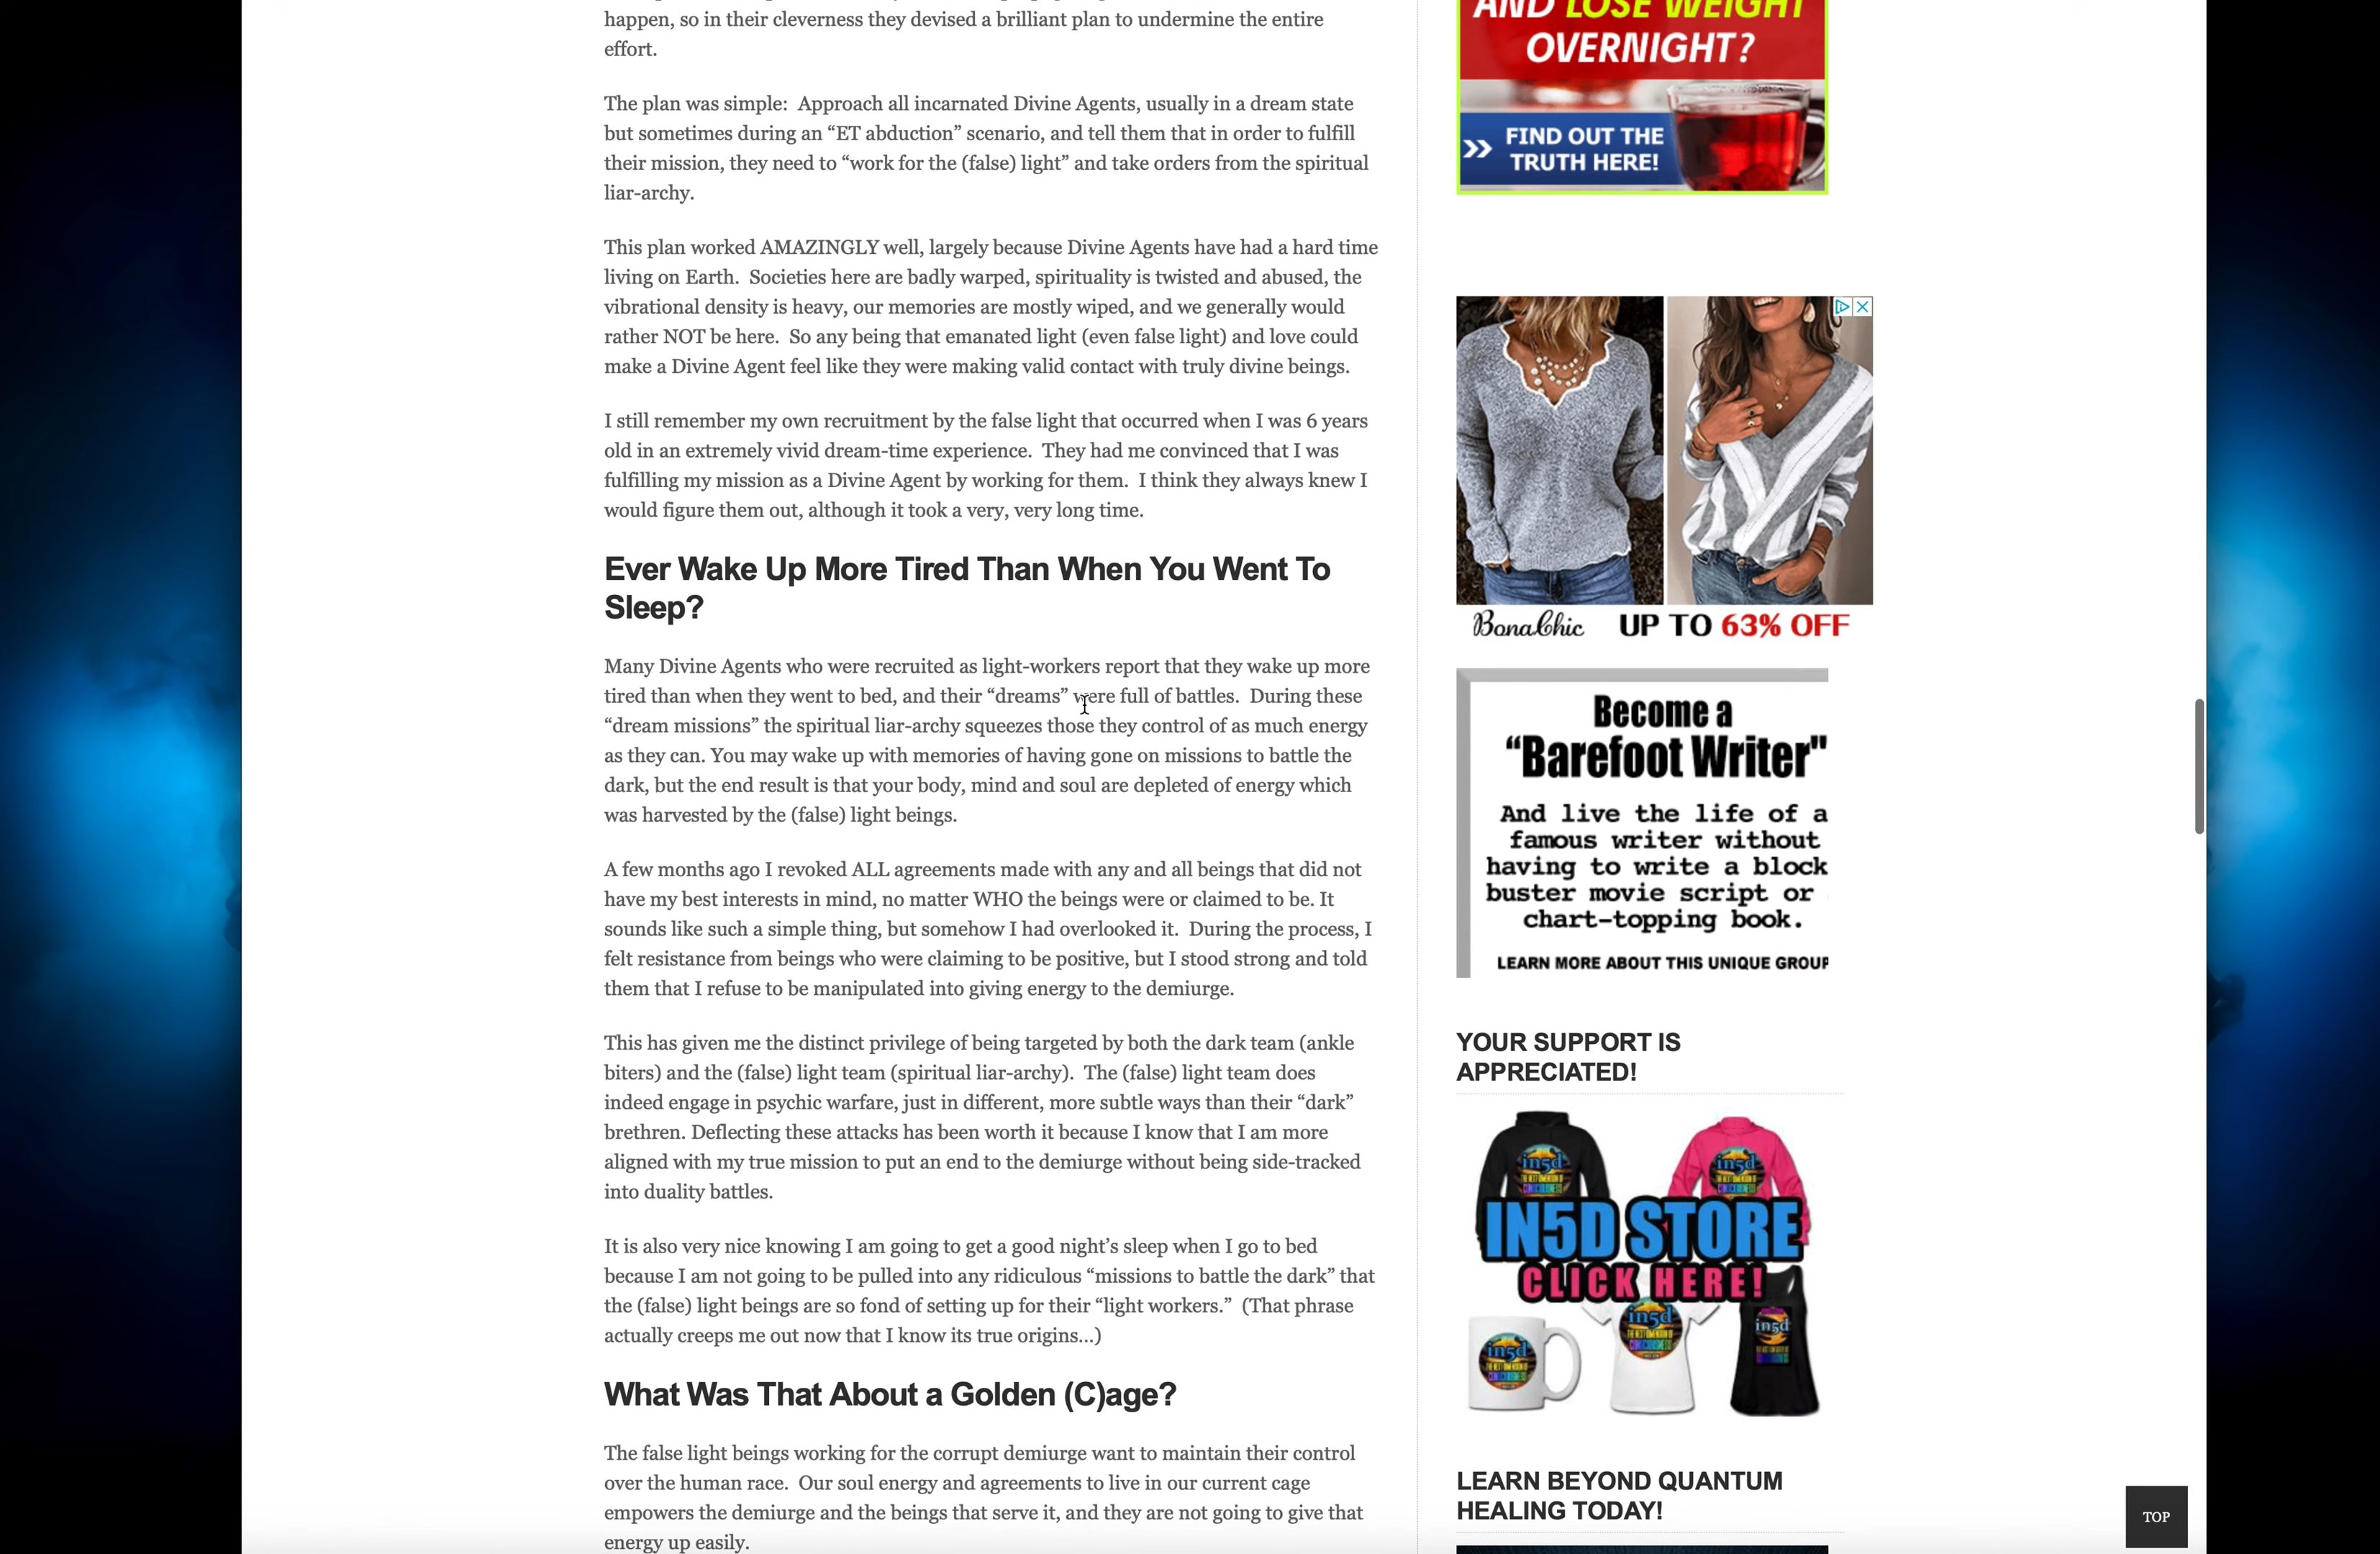 happen, so in their cleverness they devised a brilliant plan to undermine the entire
effort.
The plan was simple:  Approach all incarnated Divine Agents, usually in a dream state
but sometimes during an “ET abduction” scenario, and tell them that in order to fulfill
their mission, they need to “work for the (false) light” and take orders from the spiritual
liar-archy.
This plan worked AMAZINGLY well, largely because Divine Agents have had a hard time
living on Earth.  Societies here are badly warped, spirituality is twisted and abused, the
vibrational density is heavy, our memories are mostly wiped, and we generally would
rather NOT be here.  So any being that emanated light (even false light) and love could
make a Divine Agent feel like they were making valid contact with truly divine beings.
I still remember my own recruitment by the false light that occurred when I was 6 years
old in an extremely vivid dream-time experience.  They had me convinced that I was
fulfilling my mission as a Divine Agent by working for them.  I think they always knew I
would figure them out, although it took a very, very long time.
Ever Wake Up More Tired Than When You Went To
Sleep?
Many Divine Agents who were recruited as light-workers report that they wake up more
tired than when they went to bed, and their “dreams” were full of battles.  During these
“dream missions” the spiritual liar-archy squeezes those they control of as much energy
as they can. You may wake up with memories of having gone on missions to battle the
dark, but the end result is that your body, mind and soul are depleted of energy which
was harvested by the (false) light beings.
A few months ago I revoked ALL agreements made with any and all beings that did not
have my best interests in mind, no matter WHO the beings were or claimed to be. It
sounds like such a simple thing, but somehow I had overlooked it.  During the process, I
felt resistance from beings who were claiming to be positive, but I stood strong and told
them that I refuse to be manipulated into giving energy to the demiurge.
This has given me the distinct privilege of being targeted by both the dark team (ankle
biters) and the (false) light team (spiritual liar-archy).  The (false) light team does
indeed engage in psychic warfare, just in different, more subtle ways than their “dark”
brethren. Deflecting these attacks has been worth it because I know that I am more
aligned with my true mission to put an end to the demiurge without being side-tracked
into duality battles.
It is also very nice knowing I am going to get a good night’s sleep when I go to bed
because I am not going to be pulled into any ridiculous “missions to battle the dark” that
the (false) light beings are so fond of setting up for their “light workers.”  (That phrase
actually creeps me out now that I know its true origins…)
What Was That About a Golden (C)age?
The false light beings working for the corrupt demiurge want to maintain their control
over the human race.  Our soul energy and agreements to live in our current cage
empowers the demiurge and the beings that serve it, and they are not going to give that
energy up easily.
AND LOSE WEIGHT
OVERNIGHT?
FIND OUT THE
TRUTH HERE!
BonaChic UP TO 63% OFF
Become a
“Barefoot Writer"
And live the life of a
famous writer without
having to write a block
buster movie script or
chart-topping book.
LEARN MORE ABOUT THIS UNIQUE GROUP
YOUR SUPPORT IS
APPRECIATED!
in5d
in5d
IN5D STORE
CLICK HERE!
in5d
in5d
in5d
LEARN BEYOND QUANTUM
HEALING TODAY!
TOP